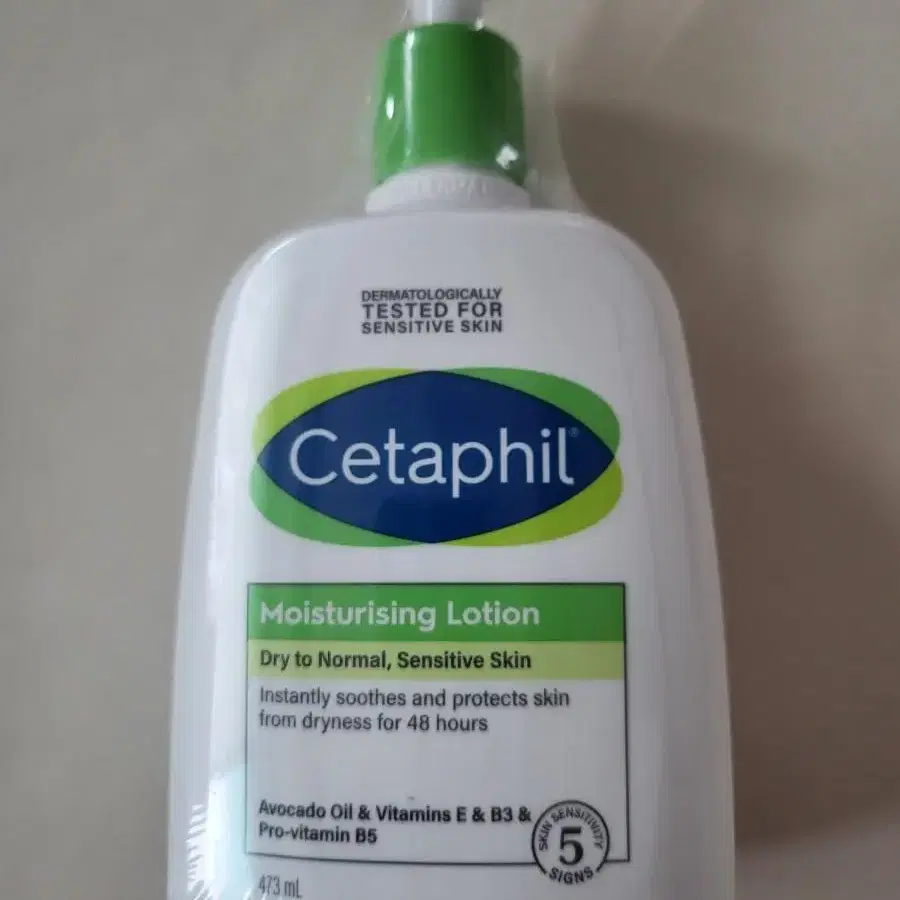 DERMATOLOGICALLY
TESTED FOR
SENSITIVE SKIN
Cetaphil®
Moisturising Lotion
Dry to Normal, Sensitive Skin
Instantly soothes and protects skin
from dryness for 48 hours
Avocado Oil & Vitamins E & B3 &
Pro-vitamin B5
SKIN SENSITIVITY
5
SIGNS
473 mL